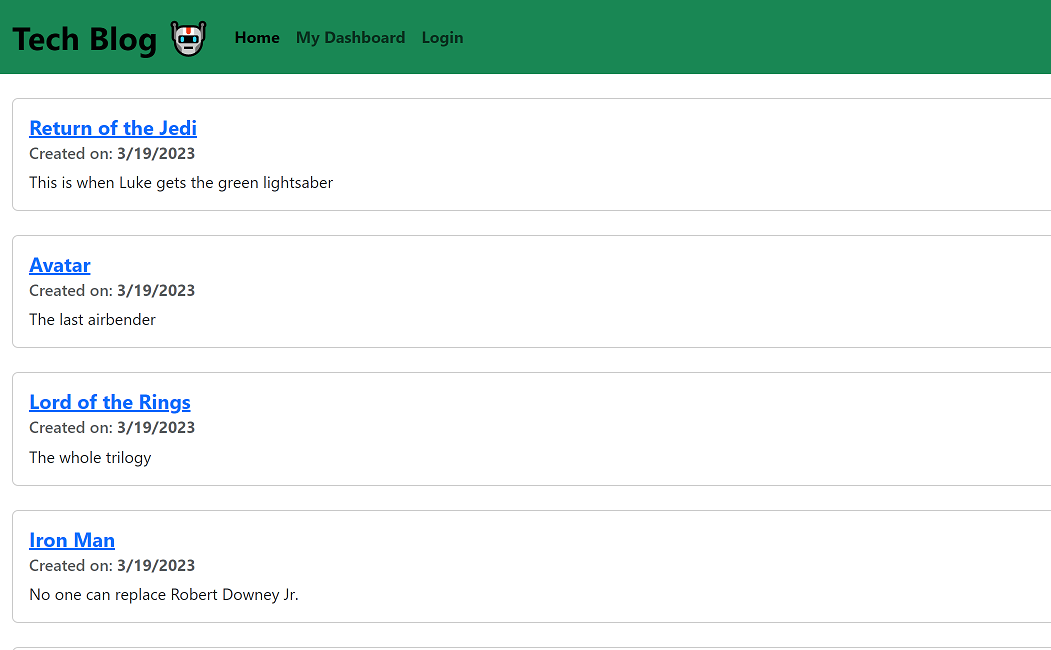 Tech Blog Home My Dashboard Login
Return of the Jedi
Created on: 3/19/2023
This is when Luke gets the green lightsaber
Avatar
Created on: 3/19/2023
The last airbender
Lord of the Rings
Created on: 3/19/2023
The whole trilogy
Iron Man
Created on: 3/19/2023
No one can replace Robert Downey Jr.